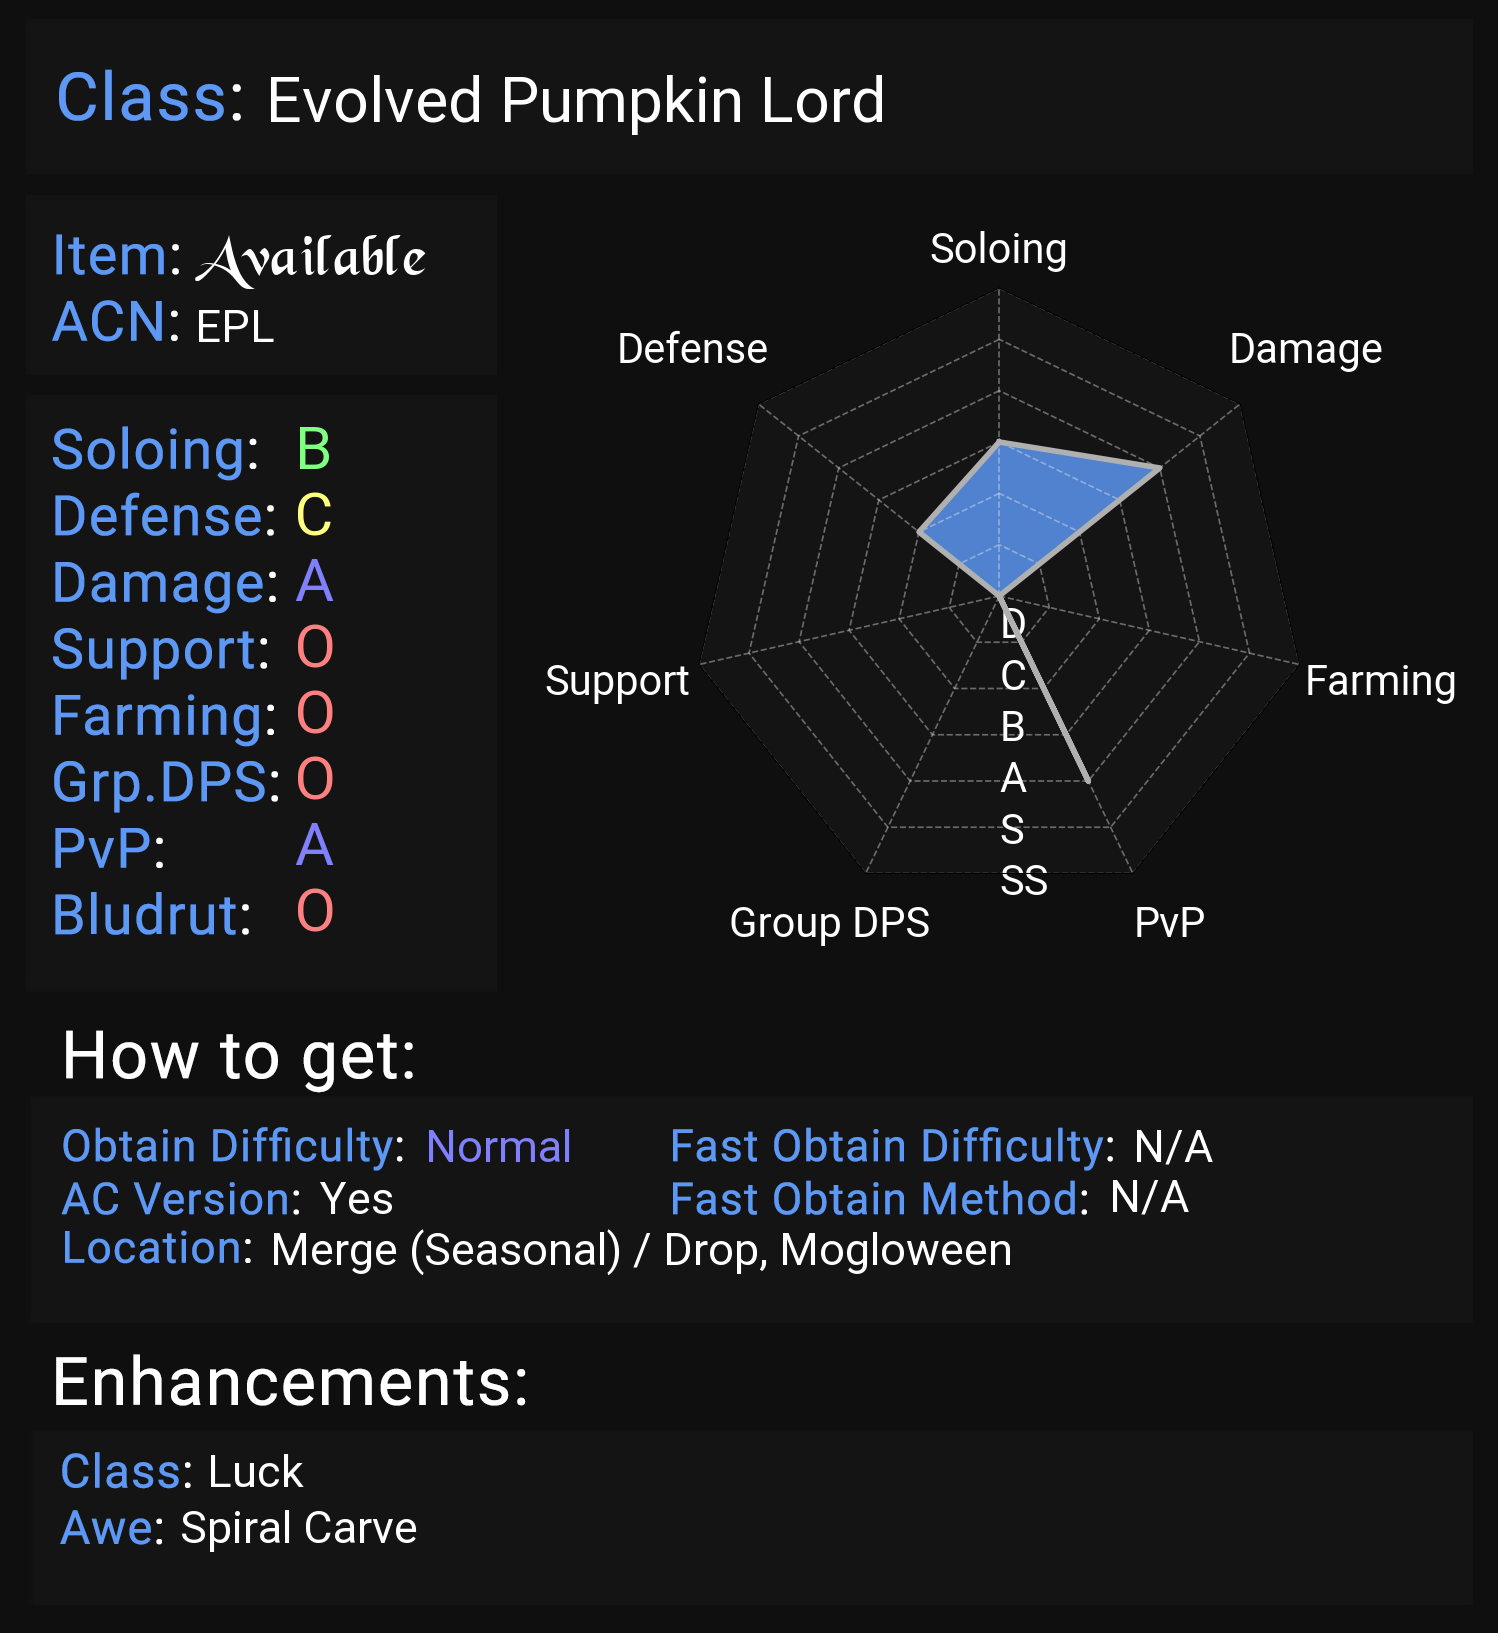 Class: Evolved Pumpkin Lord
Item: Available
ACN: EPL
Soloing: B
Defense: C
Damage: A
Support: O
Farming: O
Grp.DPS: O
PvP: A
Bludrut: O
Soloing
Defense
Damage
Support
Farming
D
C
B
A
S
SS
Group DPS
PvP
How to get:
Obtain Difficulty: Normal
Fast Obtain Difficulty: N/A
AC Version: Yes
Fast Obtain Method: N/A
Location: Merge (Seasonal) / Drop, Mogloween
Enhancements:
Class: Luck
Awe: Spiral Carve